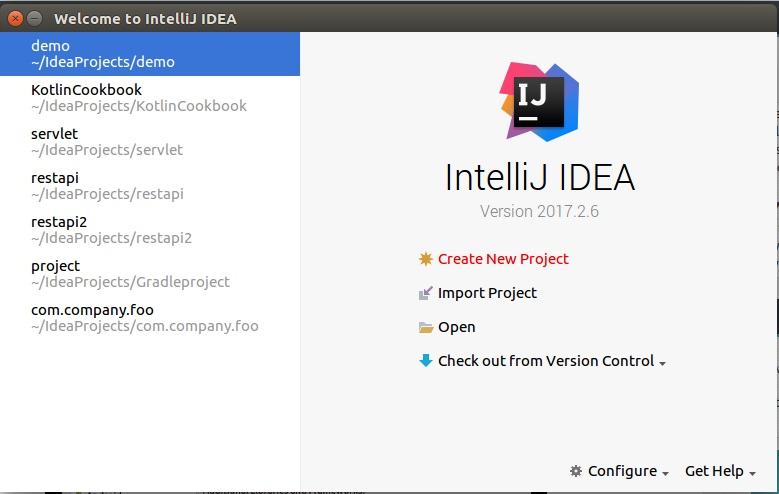 Welcome to IntelliJ IDEA
demo
~/IdeaProjects/demo
KotlinCookbook
~/IdeaProjects/KotlinCookbook
servlet
~/IdeaProjects/servlet
restapi
~/IdeaProjects/restapi
restapi2
~/IdeaProjects/restapi2
project
~/IdeaProjects/Gradleproject
com.company.foo
~/IdeaProjects/com.company.foo
IJ
IntelliJ IDEA
Version 2017.2.6
Create New Project
Import Project
Open
Check out from Version Control
Configure
Get Help